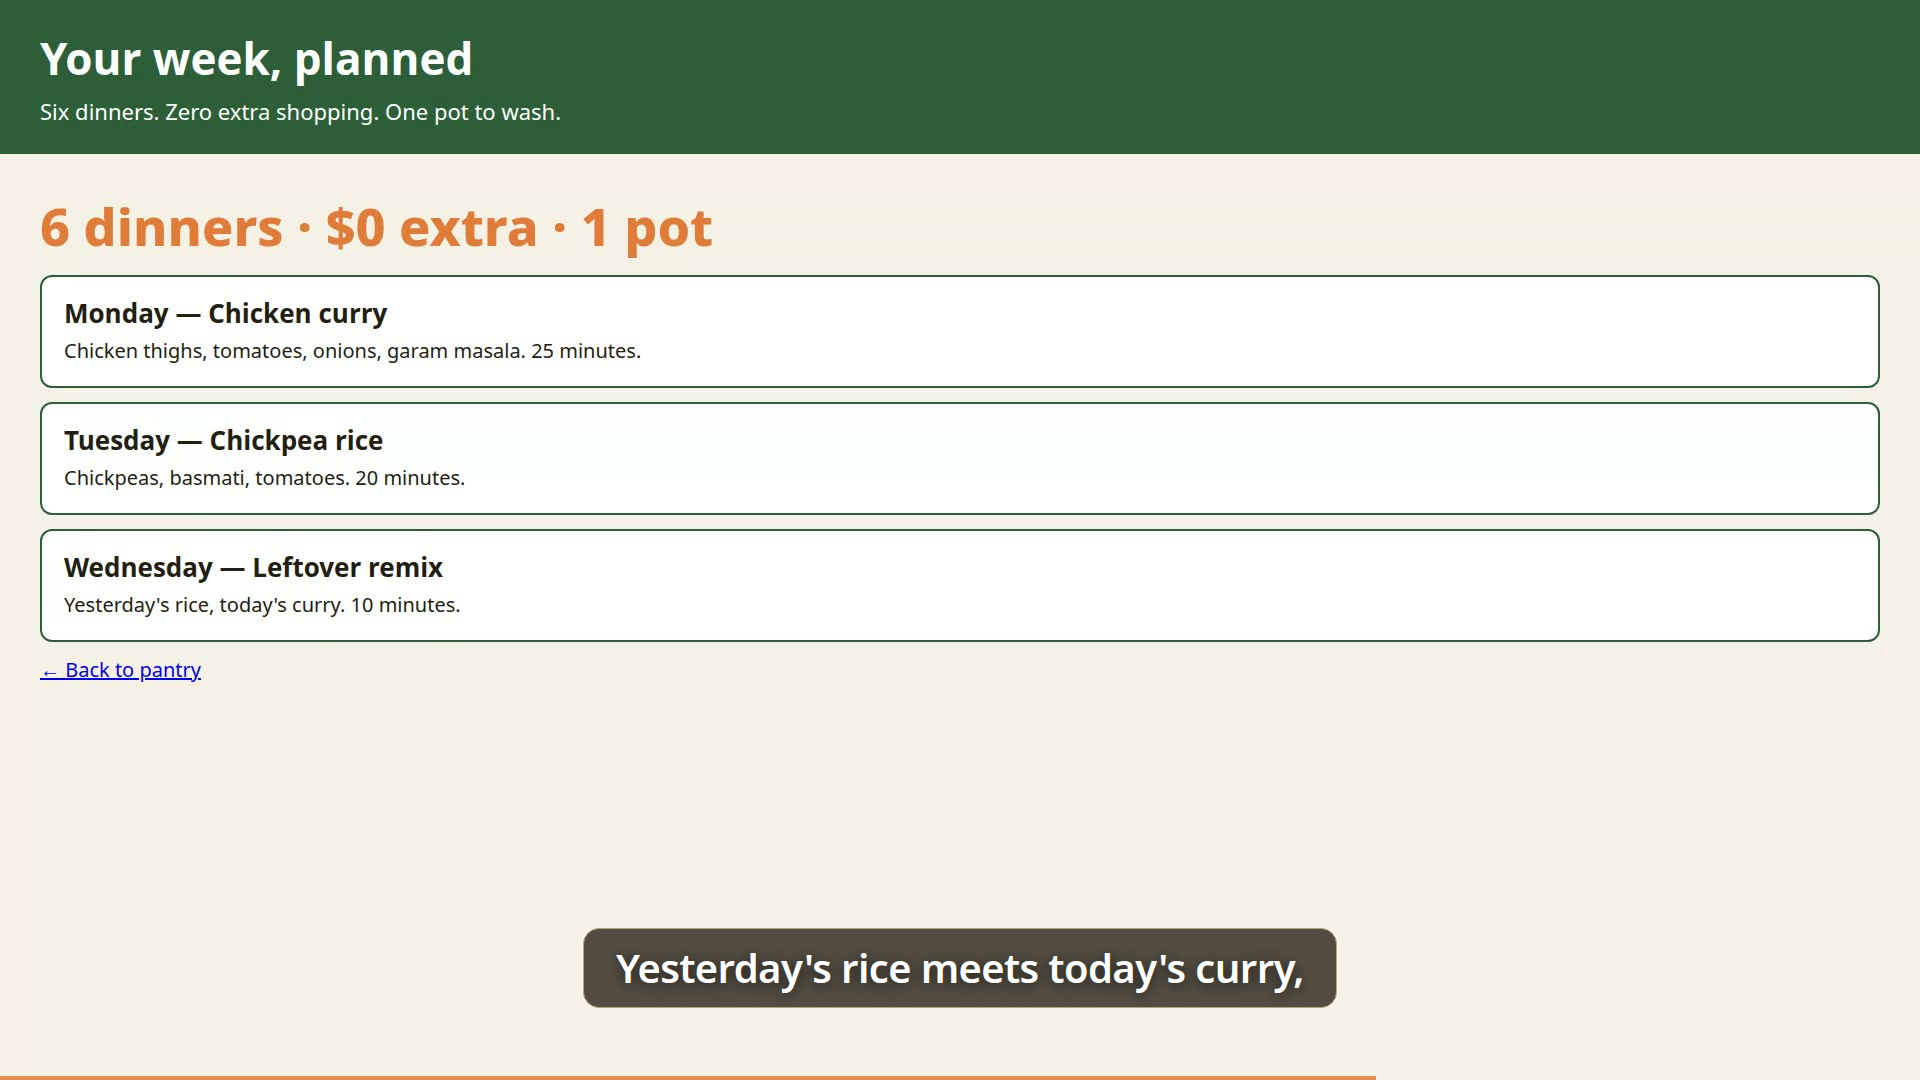 Your week, planned
Six dinners. Zero extra shopping. One pot to wash.
6 dinners · $0 extra · 1 pot
Monday — Chicken curry
Chicken thighs, tomatoes, onions, garam masala. 25 minutes.
Tuesday — Chickpea rice
Chickpeas, basmati, tomatoes. 20 minutes.
Wednesday — Leftover remix
Yesterday's rice, today's curry. 10 minutes.
← Back to pantry
Yesterday's rice meets today's curry,